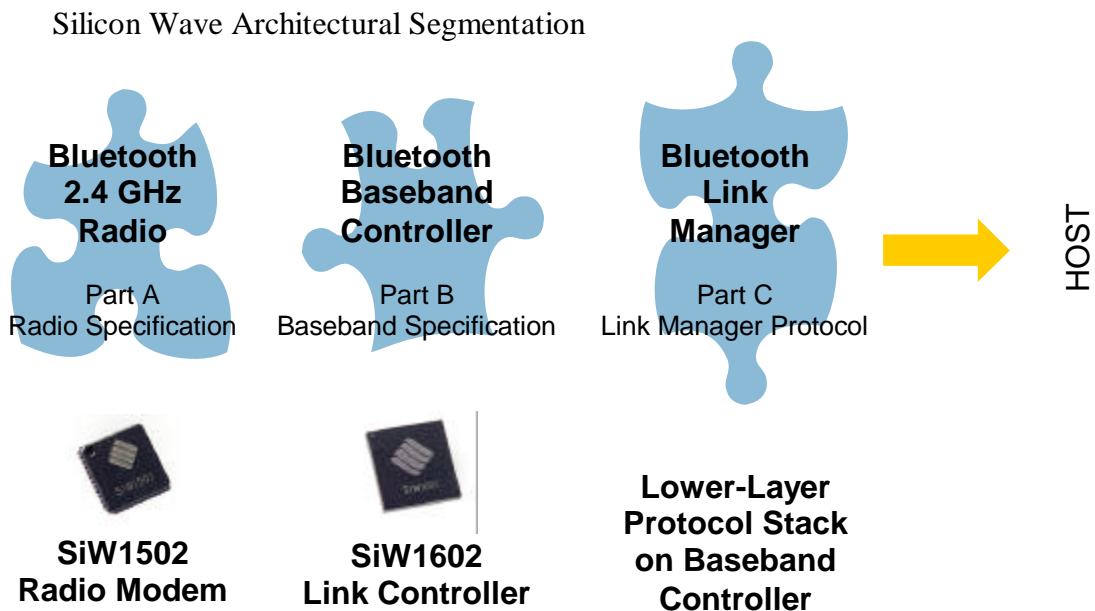 Silicon Wave Architectural Segmentation
Bluetooth
2.4 GHz
Radio
Part A
Radio Specification
Bluetooth
Baseband
Controller
Part B
Baseband Specification
Bluetooth
Link
Manager
Part C
Link Manager Protocol
HOST
SiW1502
Radio Modem
SiW1602
Link Controller
Lower-Layer
Protocol Stack
on Baseband
Controller